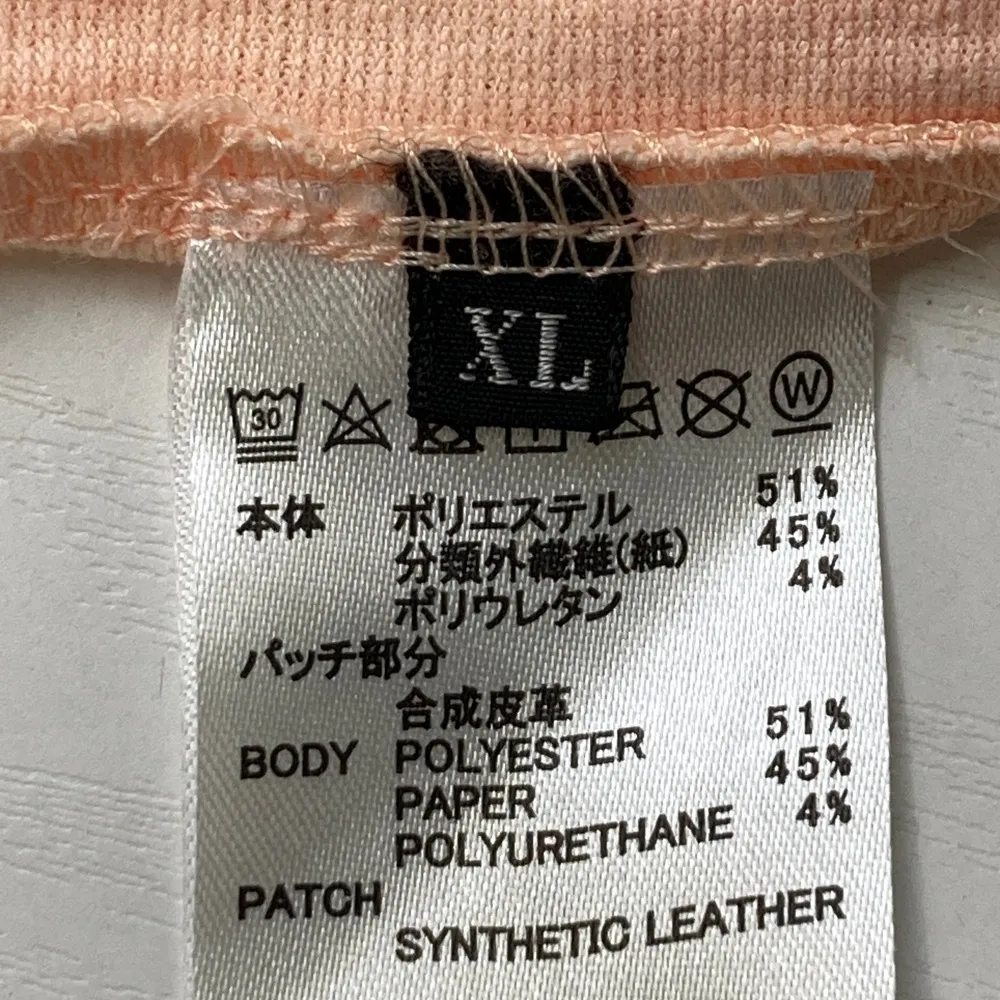 XL
30 W
本体 ポリエステル 51%
分類外繊維(紙) 45%
ポリウレタン 4%
パッチ部分
合成皮革
BODY POLYESTER 51%
PAPER 45%
POLYURETHANE 4%
PATCH
SYNTHETIC LEATHER